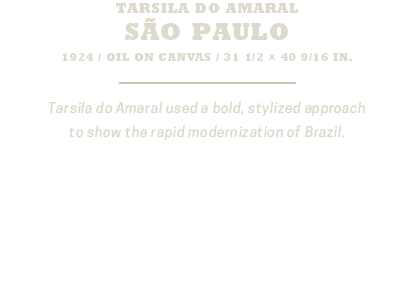 TARSILA DO AMARAL
SÃO PAULO
1924 / OIL ON CANVAS / 31 1/2 × 40 9/16 IN.
Tarsila do Amaral used a bold, stylized approach
to show the rapid modernization of Brazil.